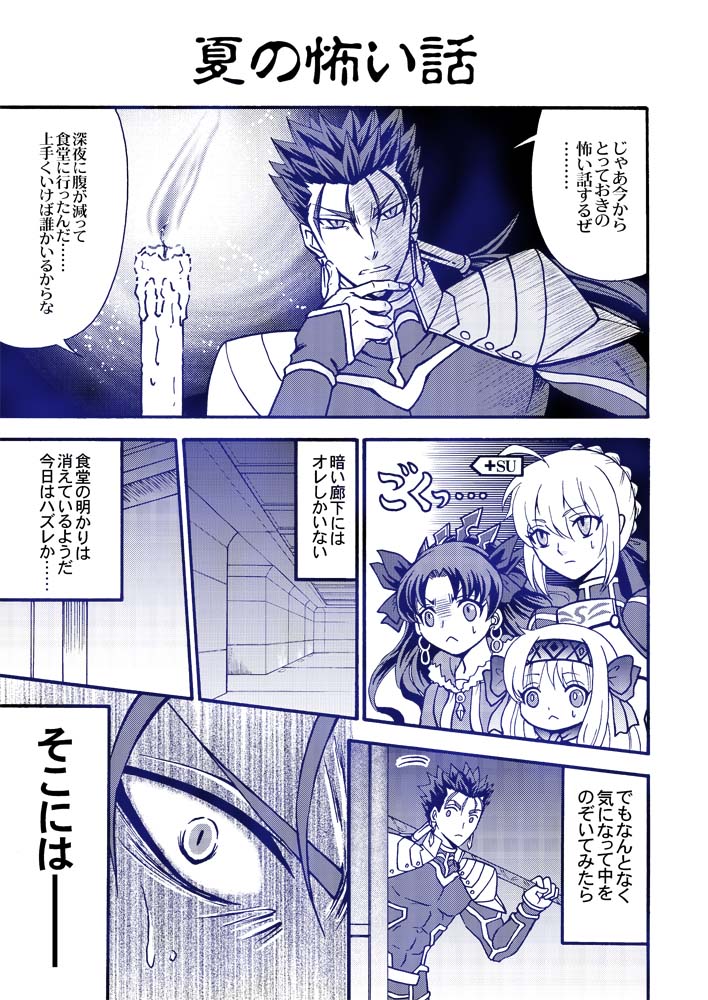 夏の怖い話
じゃあ今から
とっておきの
怖い話するぜ
…………
深夜に腹が減って
食堂に行ったんだ……
上手くいけば誰かいるからな
+SU
ごくっ…
暗い廊下には
オレしかいない
食堂の明かりは
消えているようだ
今日はハズレか……
でもなんとなく
気になって中を
のぞいてみたら
そこには──